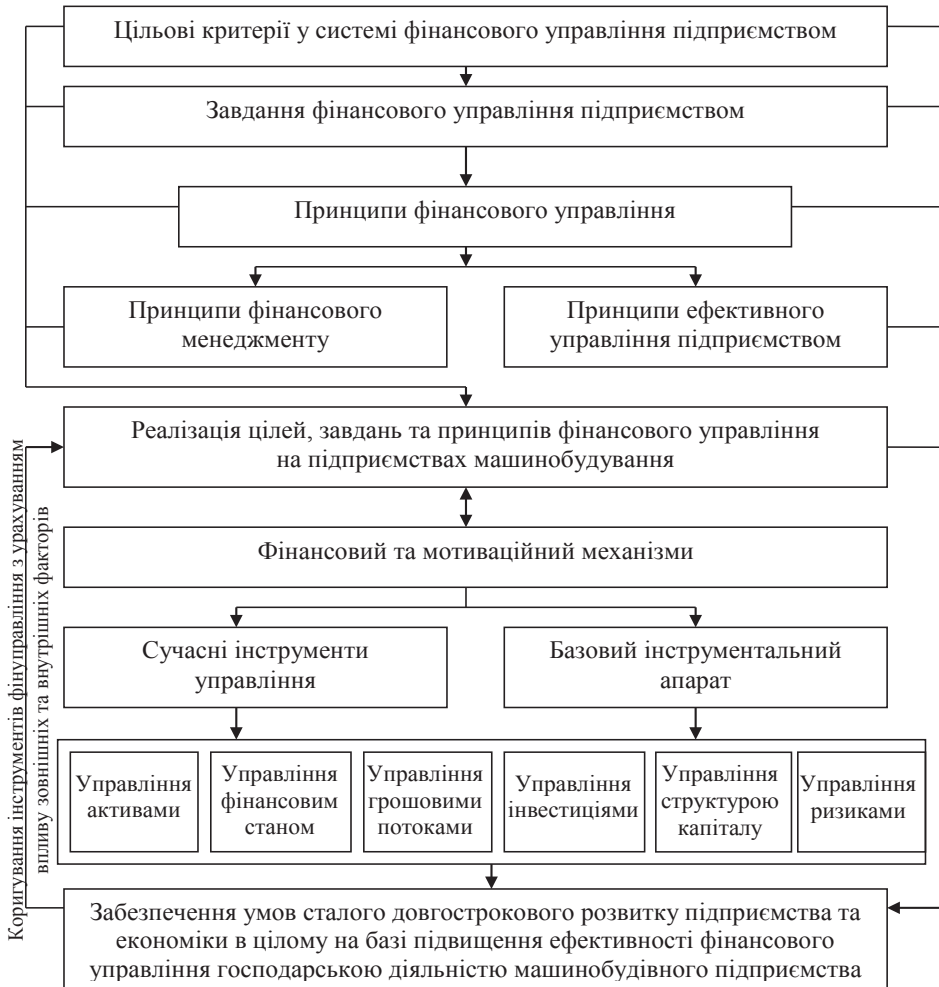 Цільові критерії у системі фінансового управління підприємством
Завдання фінансового управління підприємством
Принципи фінансового управління
Принципи фінансового
менеджменту
Принципи ефективного
управління підприємством
Реалізація цілей, завдань та принципів фінансового управління
на підприємствах машинобудування
Фінансовий та мотиваційний механізми
Сучасні інструменти
управління
Базовий інструментальний
апарат
Управління
активами
Управління
фінансовим
станом
Управління
грошовими
потоками
Управління
інвестиціями
Управління
структурою
капіталу
Управління
ризиками
Забезпечення умов сталого довгострокового розвитку підприємства та
економіки в цілому на базі підвищення ефективності фінансового
управління господарською діяльністю машинобудівного підприємства
Коригування інструментів фінуправління з урахуванням
впливу зовнішніх та внутрішніх факторів